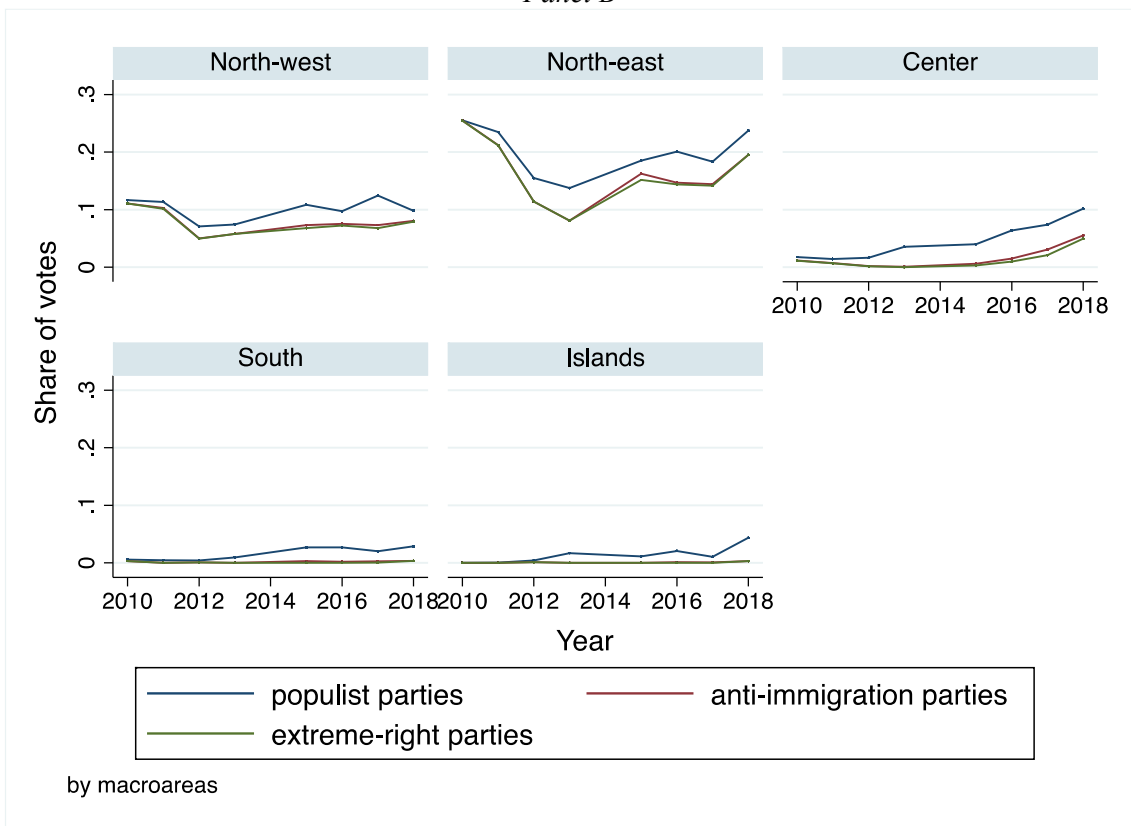 Panel B
North-west North-east Center
.3
.2
.1
0
2010 2012 2014 2016 2018
South Islands
.3
.2
.1
0
2010 2012 2014 2016 2018 2010 2012 2014 2016 2018
Share of votes
Year
populist parties anti-immigration parties
extreme-right parties
by macroareas